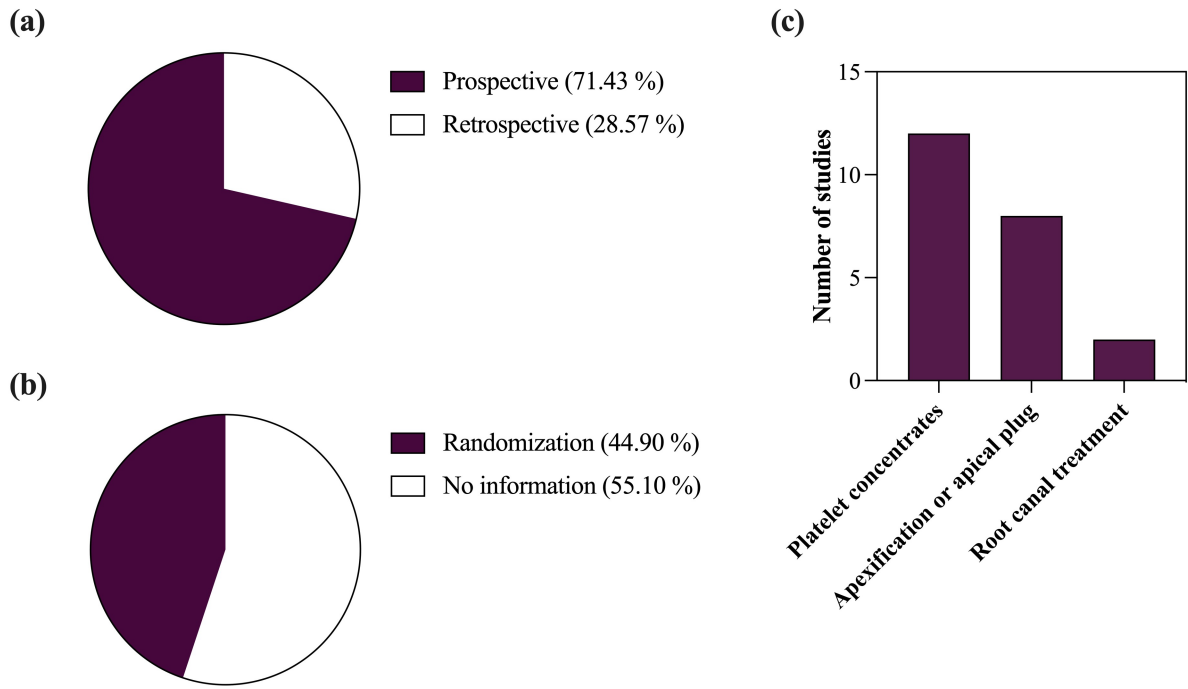 (a)
Prospective (71.43 %)
Retrospective (28.57 %)
(b)
Randomization (44.90 %)
No information (55.10 %)
(c)
Number of studies
15
10
5
0
Platelet concentrates
Apexification or apical plug
Root canal treatment